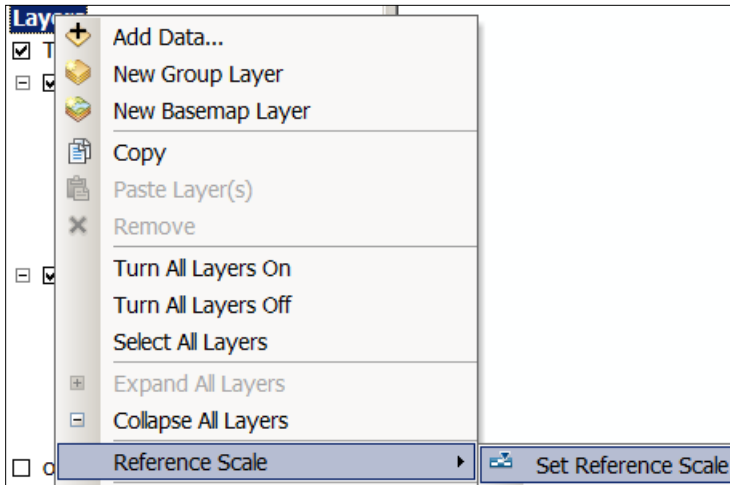 Layers
Add Data...
New Group Layer
New Basemap Layer
Copy
Paste Layer(s)
Remove
Turn All Layers On
Turn All Layers Off
Select All Layers
Expand All Layers
Collapse All Layers
Reference Scale
Set Reference Scale